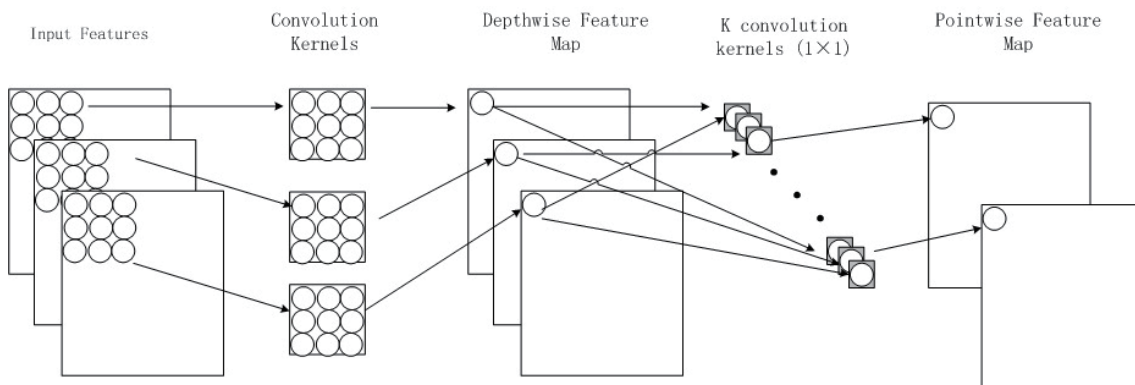 Input Features
Convolution
Kernels
Depthwise Feature
Map
K convolution
kernels (1×1)
Pointwise Feature
Map